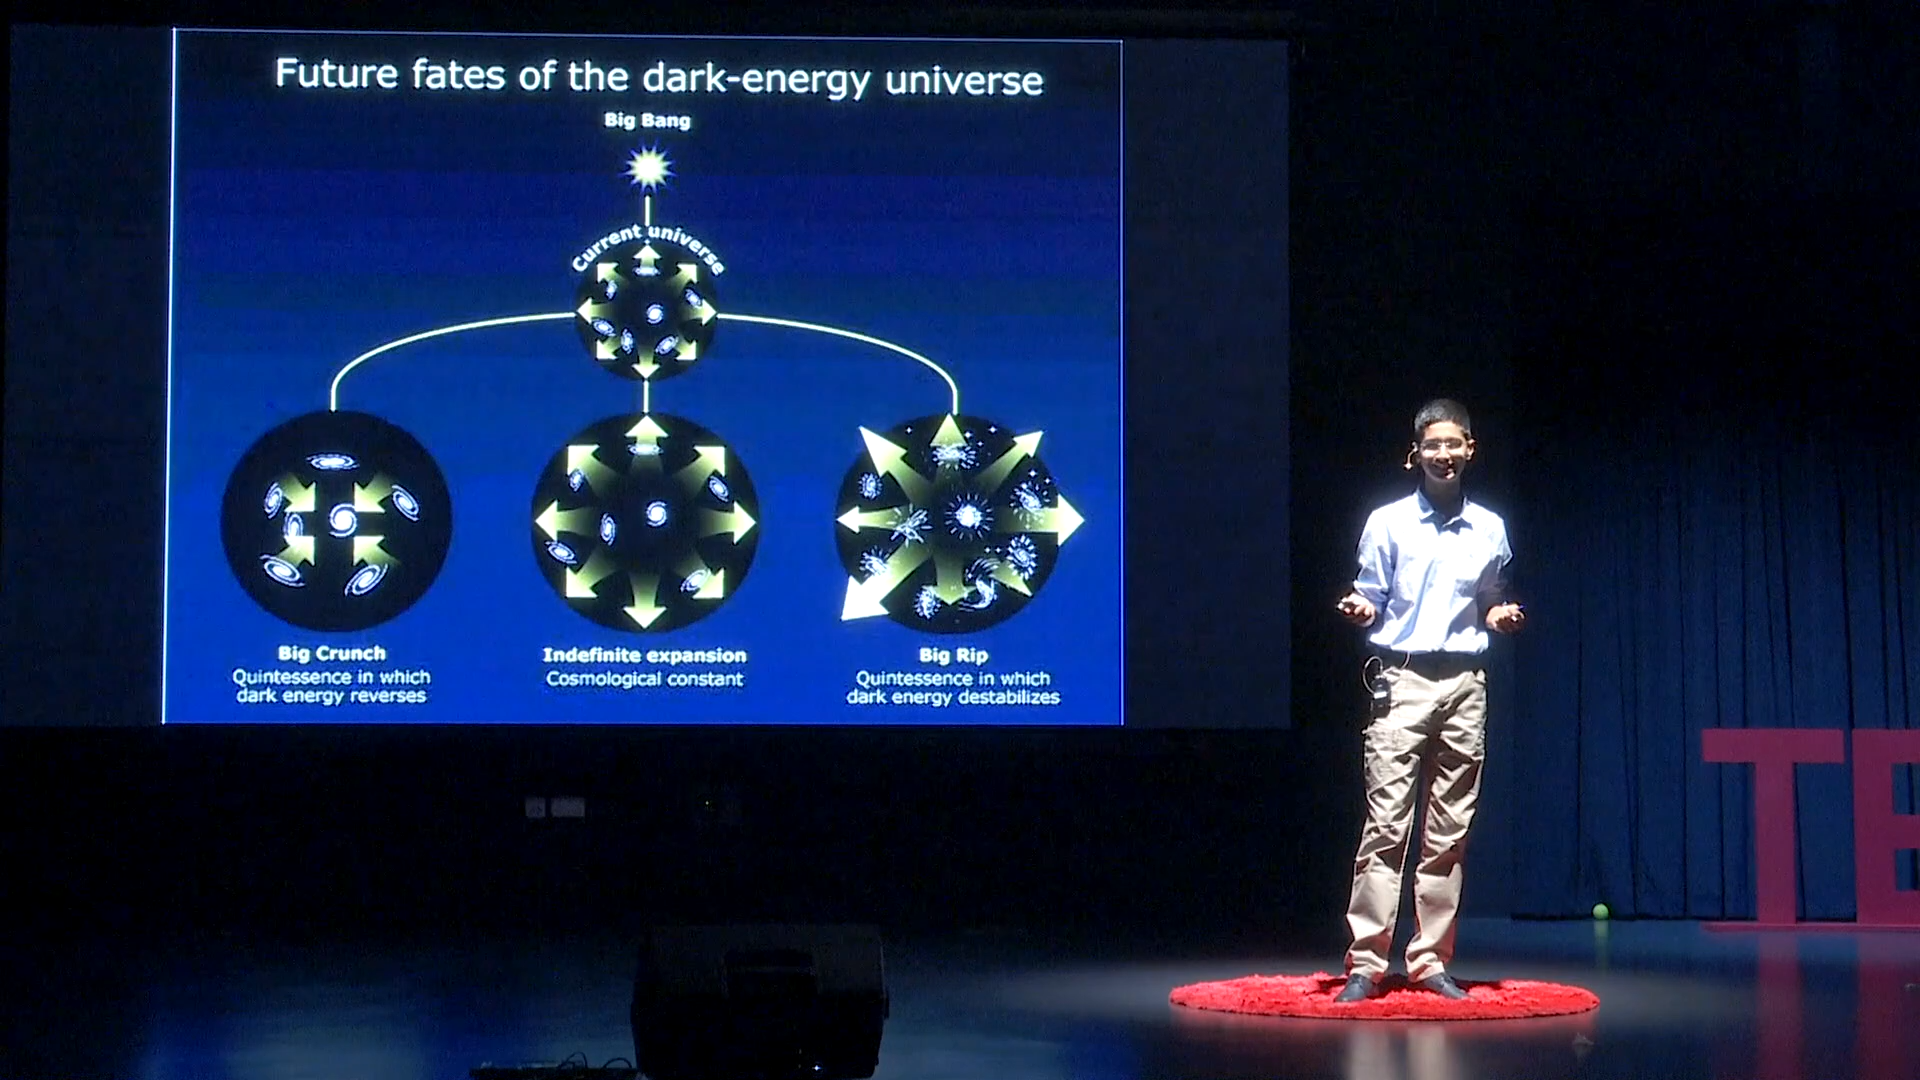 Future fates of the dark-energy universe
Big Bang
Current universe
Big Crunch
Quintessence in which
dark energy reverses
Indefinite expansion
Cosmological constant
Big Rip
Quintessence in which
dark energy destabilizes
TE